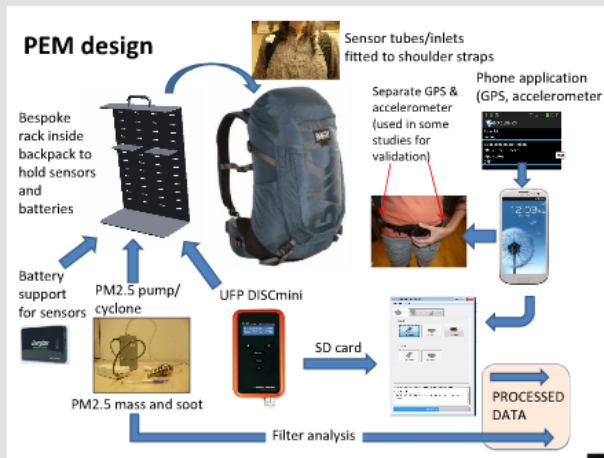 PEM design
Sensor tubes/inlets
fitted to shoulder straps
Phone application
(GPS, accelerometer
Separate GPS &
accelerometer
(used in some
studies for
validation)
Bespoke
rack inside
backpack to
hold sensors
and
batteries
Battery
support
for sensors
PM2.5 pump/
cyclone
UFP DISCmini
SD card
PM2.5 mass and soot
PROCESSED
DATA
Filter analysis